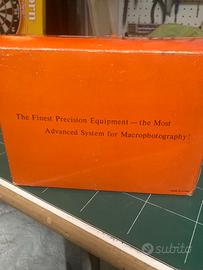 The Finest Precision Equipment — the Most
Advanced System for Macrophotography!
subito